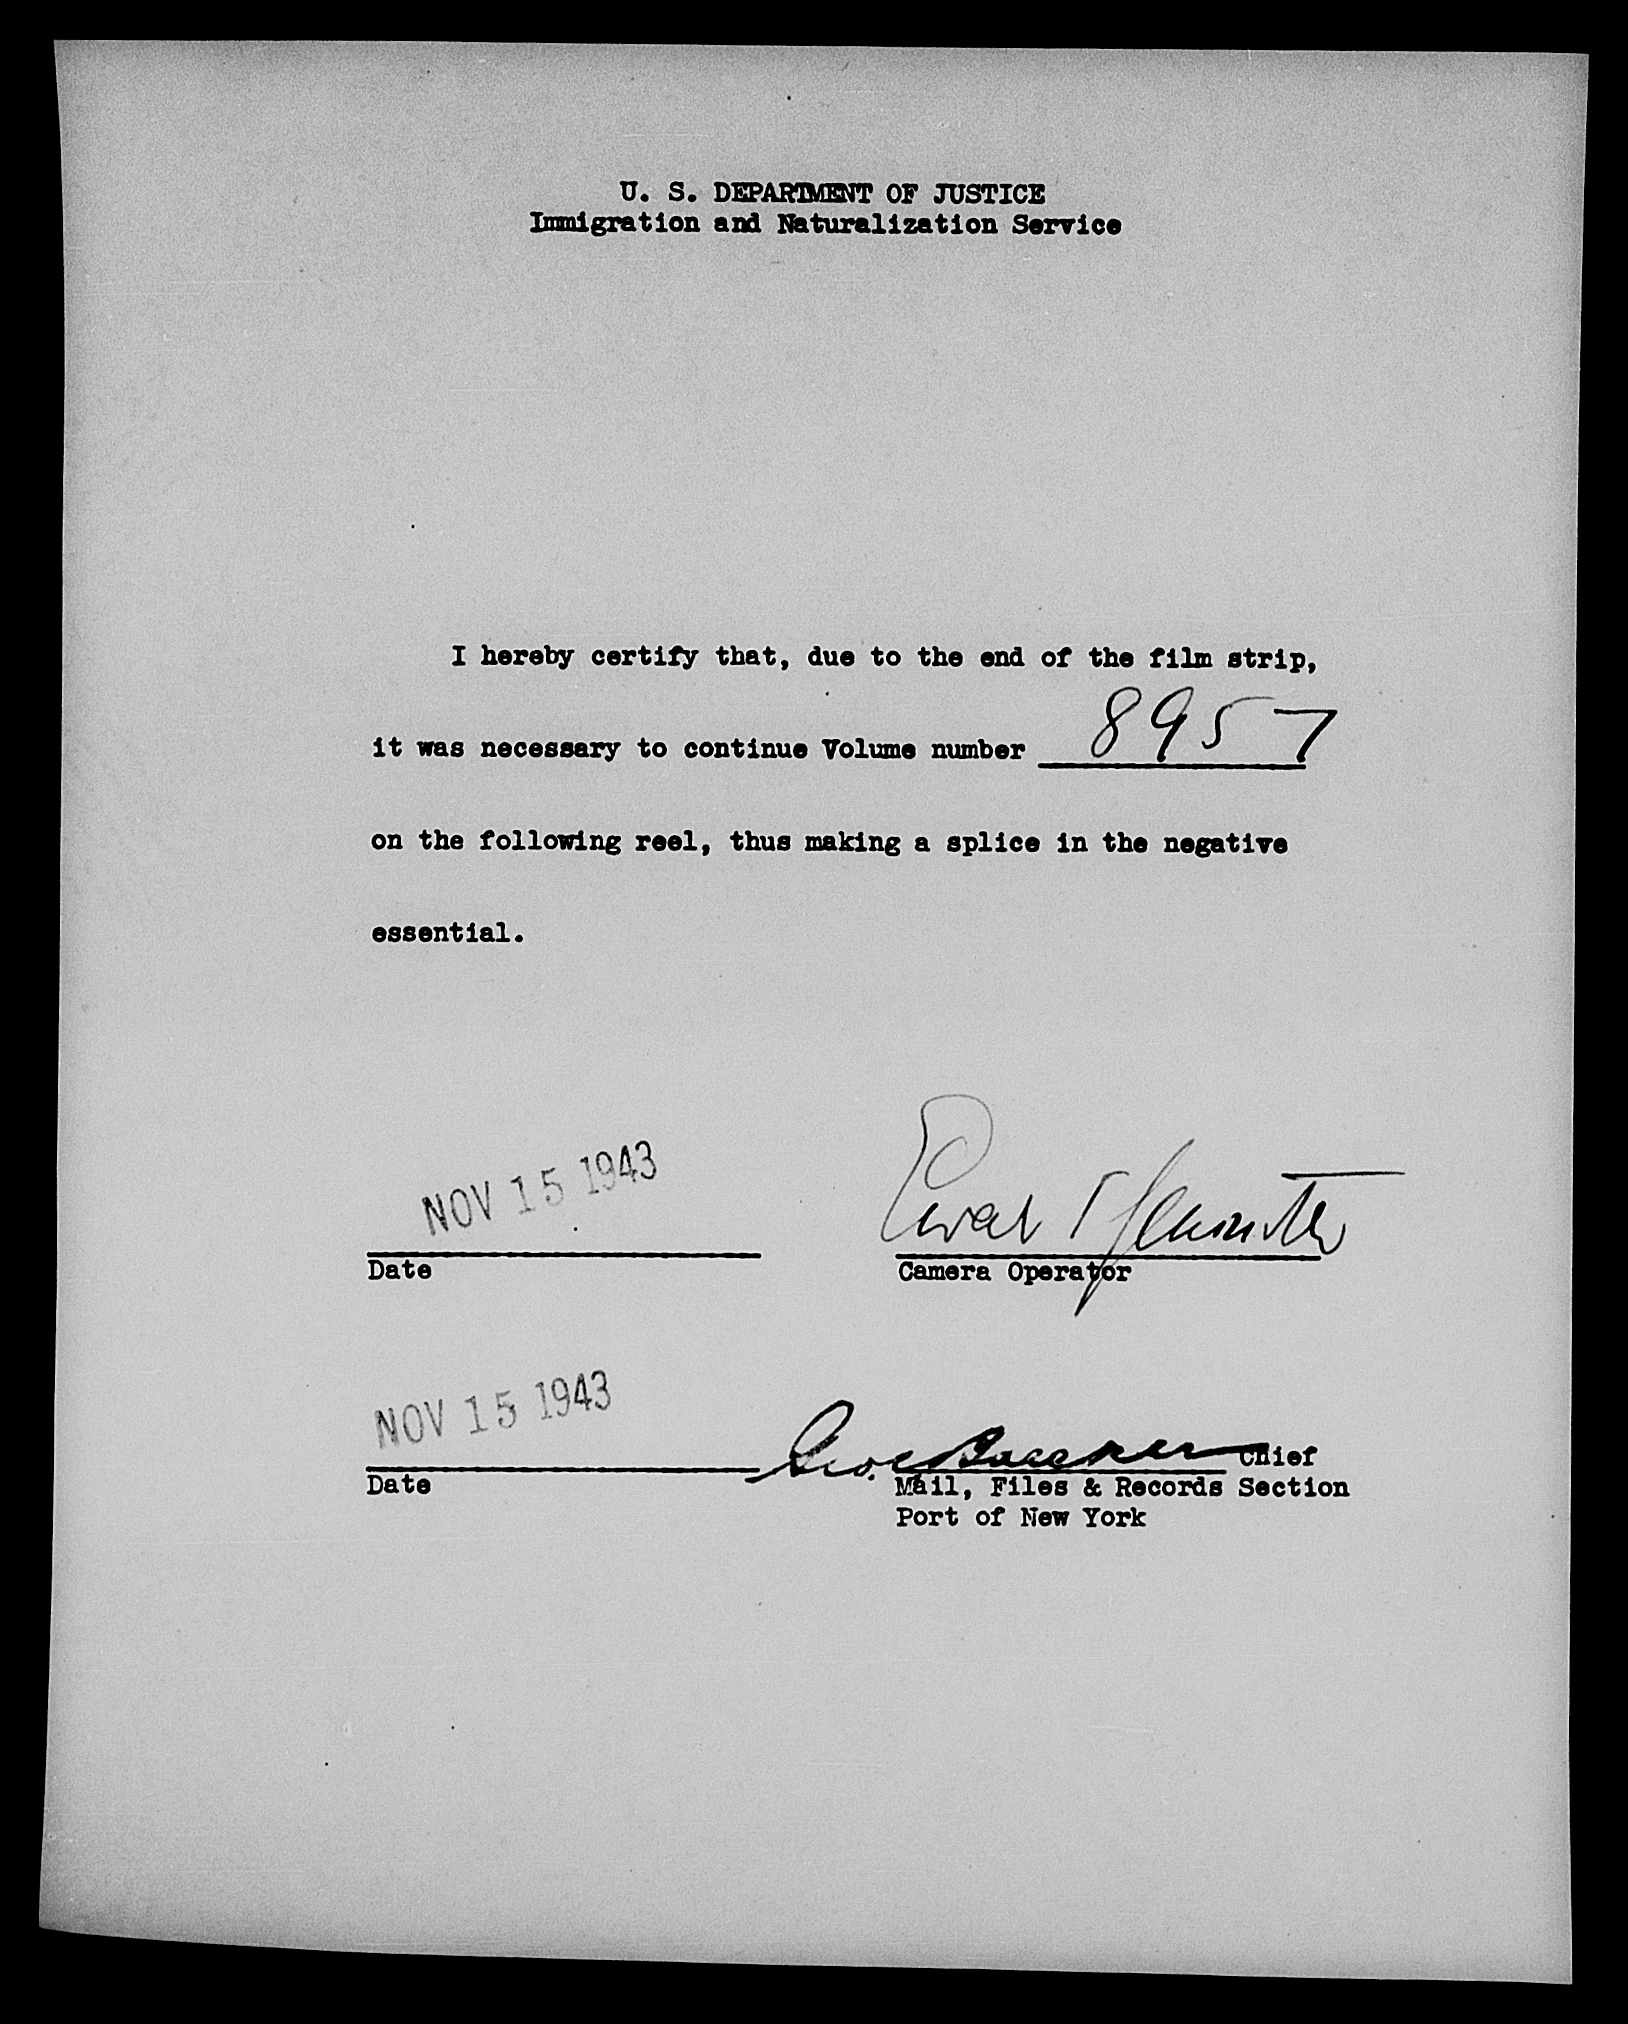 U. S. DEPARTMENT OF JUSTICE
Immigration and Naturalization Service
I hereby certify that, due to the end of the film strip,
it was necessary to continue Volume number 8957
on the following reel, thus making a splice in the negative
essential.
NOV 15 1943
Date
Camera Operator
NOV 15 1943
Geo. Chief
Date
Mail, Files & Records Section
Port of New York